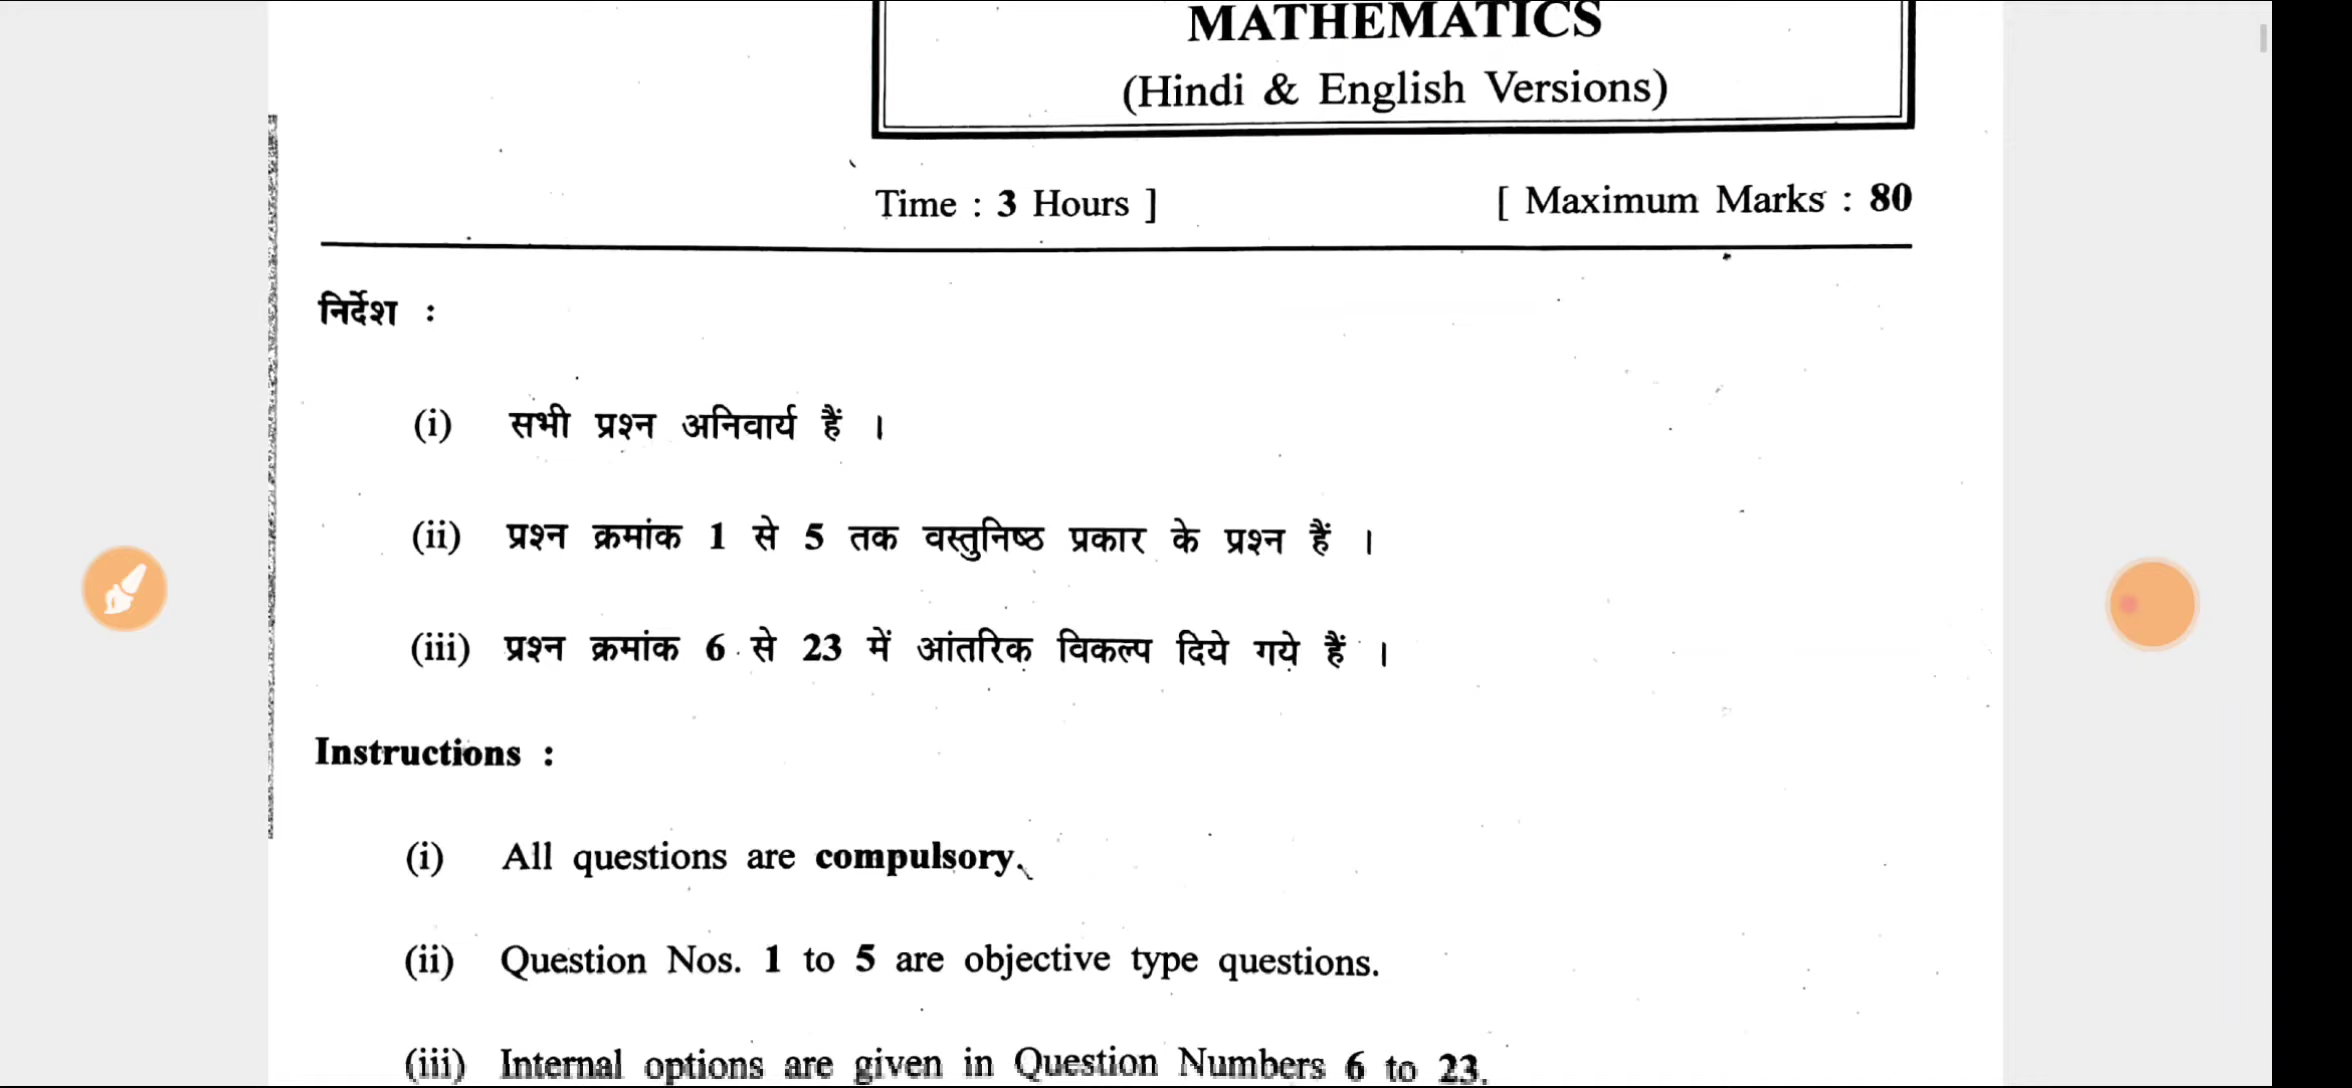 MATHEMATICS
(Hindi & English Versions)
Time : 3 Hours ]
[ Maximum Marks : 80
निर्देश :
(i) सभी प्रश्न अनिवार्य हैं ।
(ii) प्रश्न क्रमांक 1 से 5 तक वस्तुनिष्ठ प्रकार के प्रश्न हैं ।
(iii) प्रश्न क्रमांक 6 से 23 में आंतरिक विकल्प दिये गये हैं ।
Instructions :
(i) All questions are compulsory.
(ii) Question Nos. 1 to 5 are objective type questions.
(iii) Internal options are given in Question Numbers 6 to 23.